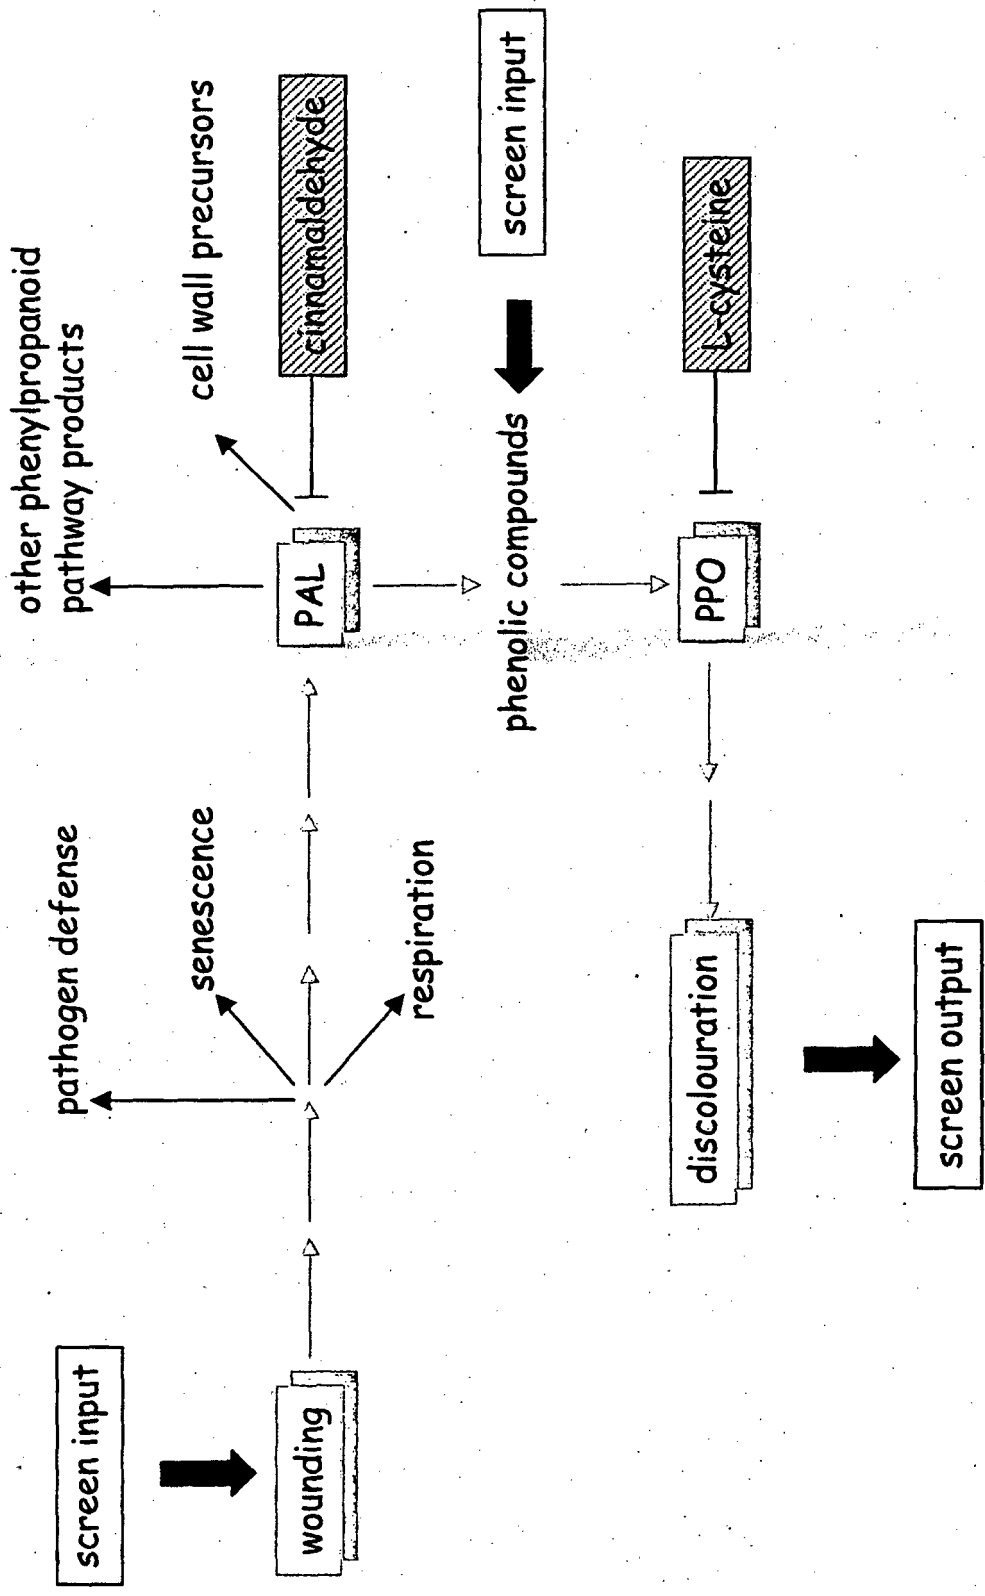 screen input
wounding
pathogen defense
senescence
respiration
other phenylpropanoid
pathway products
cell wall precursors
PAL
cinnamaldehyde
screen input
phenolic compounds
PPO
L-cysteine
discolouration
screen output